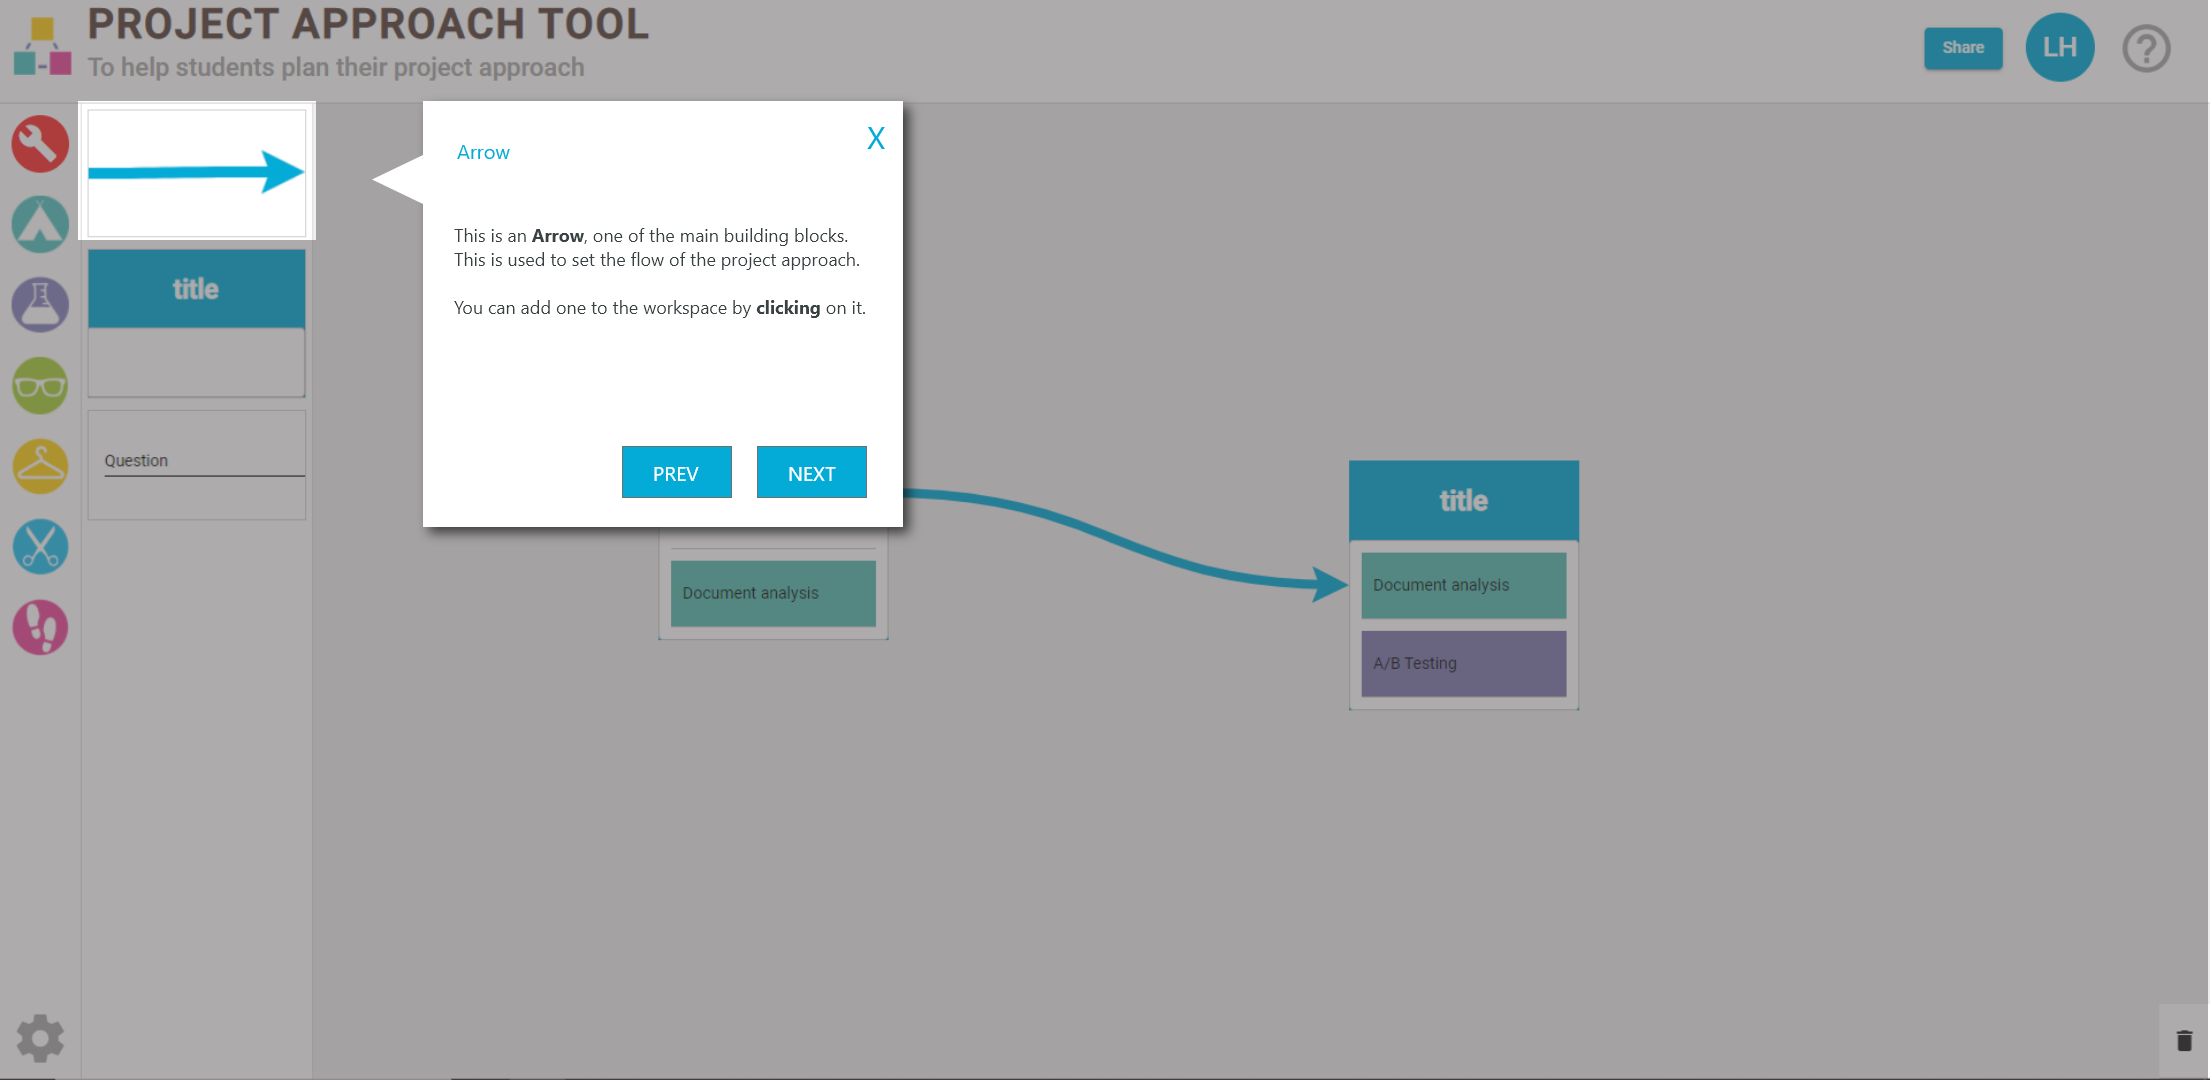 PROJECT APPROACH TOOL
To help students plan their project approach
Share
LH
?
Arrow
X
This is an Arrow, one of the main building blocks.
This is used to set the flow of the project approach.
You can add one to the workspace by clicking on it.
PREV
NEXT
title
Question
Document analysis
title
Document analysis
A/B Testing